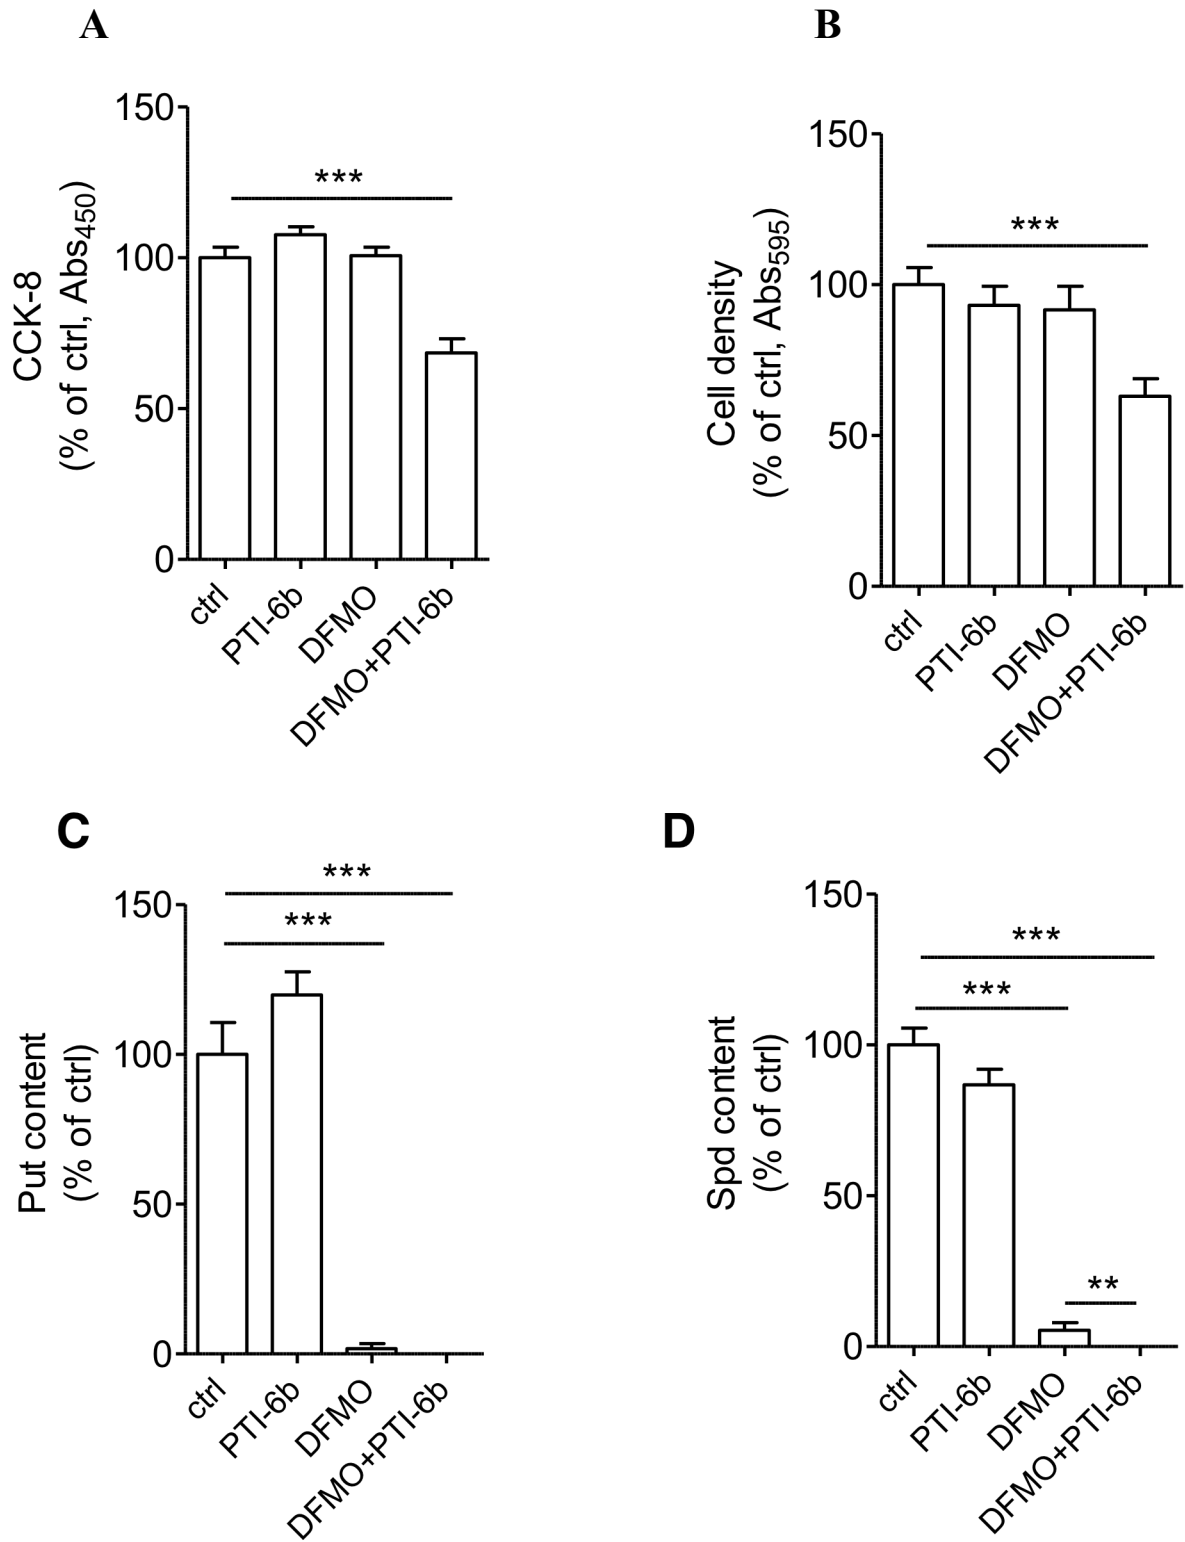 A
150
100
50
0
CCK-8
(% of ctrl, Abs450)
***
ctrl
PTI-6b
DFMO
DFMO+PTI-6b
B
150
100
50
0
Cell density
(% of ctrl, Abs595)
***
ctrl
PTI-6b
DFMO
DFMO+PTI-6b
C
150
100
50
0
Put content
(% of ctrl)
***
***
ctrl
PTI-6b
DFMO
DFMO+PTI-6b
D
150
100
50
0
Spd content
(% of ctrl)
***
***
**
ctrl
PTI-6b
DFMO
DFMO+PTI-6b